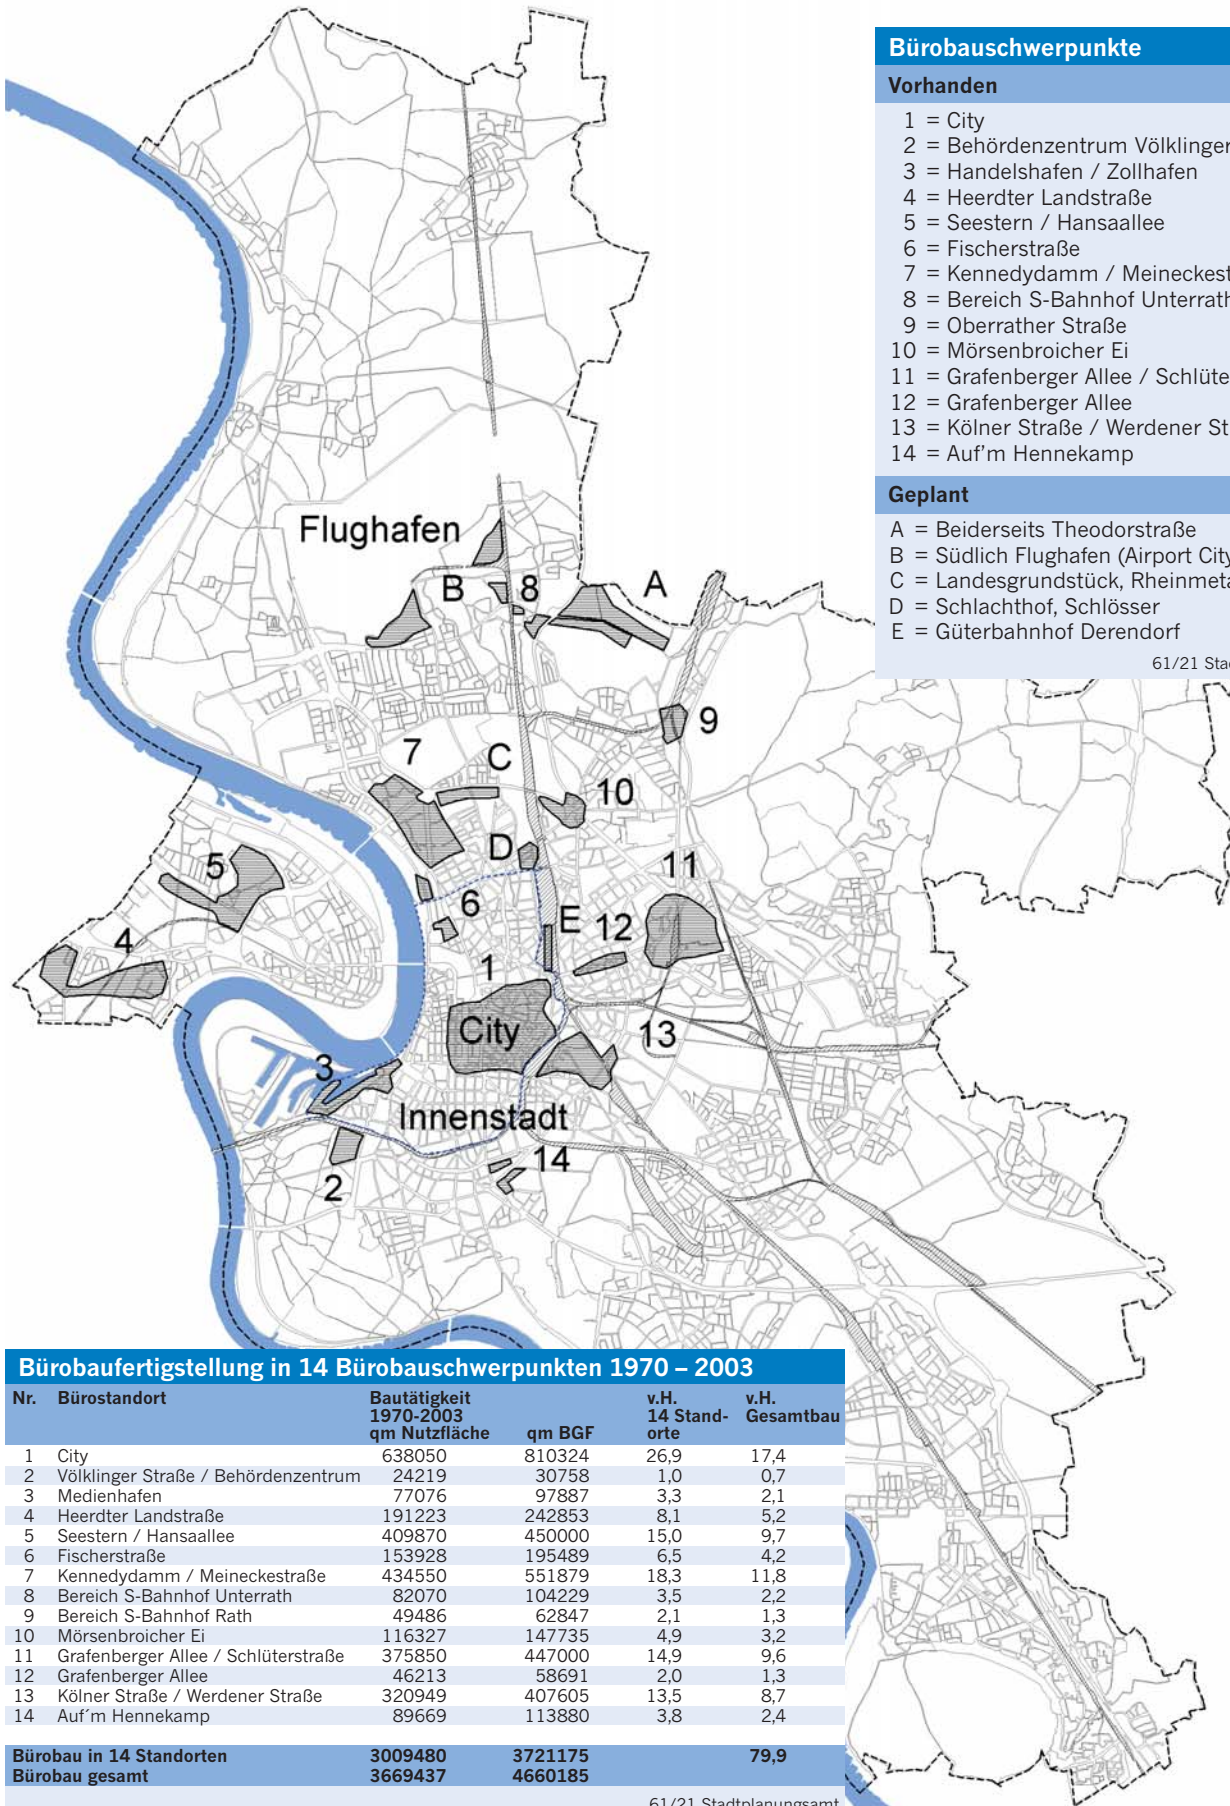 Bürobauschwerpunkte
Vorhanden
1 = City
2 = Behördenzentrum Völklinger
3 = Handelshafen / Zollhafen
4 = Heerdter Landstraße
5 = Seestern / Hansaallee
6 = Fischerstraße
7 = Kennedydamm / Meineckest
8 = Bereich S-Bahnhof Unterrath
9 = Oberrather Straße
10 = Mörsenbroicher Ei
11 = Grafenberger Allee / Schlüte
12 = Grafenberger Allee
13 = Kölner Straße / Werdener St
14 = Auf'm Hennekamp
Geplant
A = Beiderseits Theodorstraße
B = Südlich Flughafen (Airport City
C = Landesgrundstück, Rheinmeta
D = Schlachthof, Schlösser
E = Güterbahnhof Derendorf
61/21 Sta
Flughafen
B
8
A
9
7
C
10
D
11
5
6
E
12
4
1
City
13
3
Innenstadt
14
2
Bürobaufertigstellung in 14 Bürobauschwerpunkten 1970 – 2003
Nr. Bürostandort Bautätigkeit v.H. v.H.
1970-2003 14 Stand- Gesamtbau
qm Nutzfläche qm BGF orte
1 City 638050 810324 26,9 17,4
2 Völklinger Straße / Behördenzentrum 24219 30758 1,0 0,7
3 Medienhafen 77076 97887 3,3 2,1
4 Heerdter Landstraße 191223 242853 8,1 5,2
5 Seestern / Hansaallee 409870 450000 15,0 9,7
6 Fischerstraße 153928 195489 6,5 4,2
7 Kennedydamm / Meineckestraße 434550 551879 18,3 11,8
8 Bereich S-Bahnhof Unterrath 82070 104229 3,5 2,2
9 Bereich S-Bahnhof Rath 49486 62847 2,1 1,3
10 Mörsenbroicher Ei 116327 147735 4,9 3,2
11 Grafenberger Allee / Schlüterstraße 375850 447000 14,9 9,6
12 Grafenberger Allee 46213 58691 2,0 1,3
13 Kölner Straße / Werdener Straße 320949 407605 13,5 8,7
14 Auf´m Hennekamp 89669 113880 3,8 2,4
Bürobau in 14 Standorten 3009480 3721175 79,9
Bürobau gesamt 3669437 4660185
61/21 Stadtplanungsamt